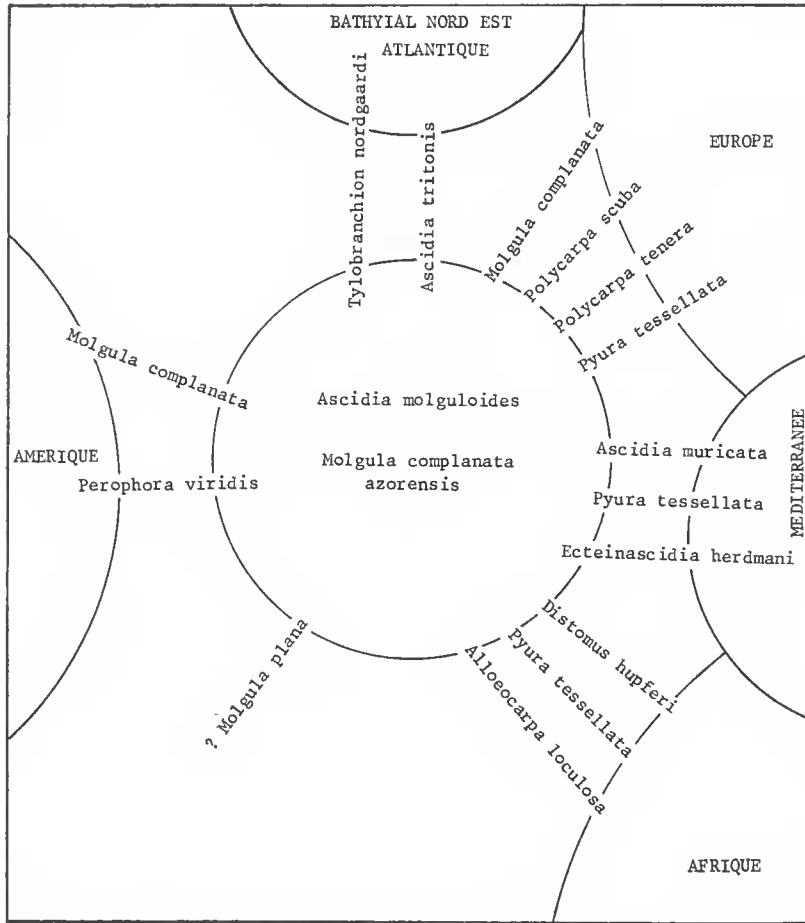 BATHYIAL NORD EST
ATLANTIQUE
EUROPE
Tylobranchion nordgaardi
Ascidia tritonis
Molgula complanata
Polycarpa scuba
Polycarpa tenera
Pyura tessellata
Molgula complanata
AMERIQUE
Perophora viridis
Ascidia molguloides
Molgula complanata
azorensis
Ascidia muricata
Pyura tessellata
Ecteinascidia herdmani
MEDITERRANEE
Distomus hupferi
Pyura tessellata
Alloeocarpa loculosa
? Molgula plana
AFRIQUE